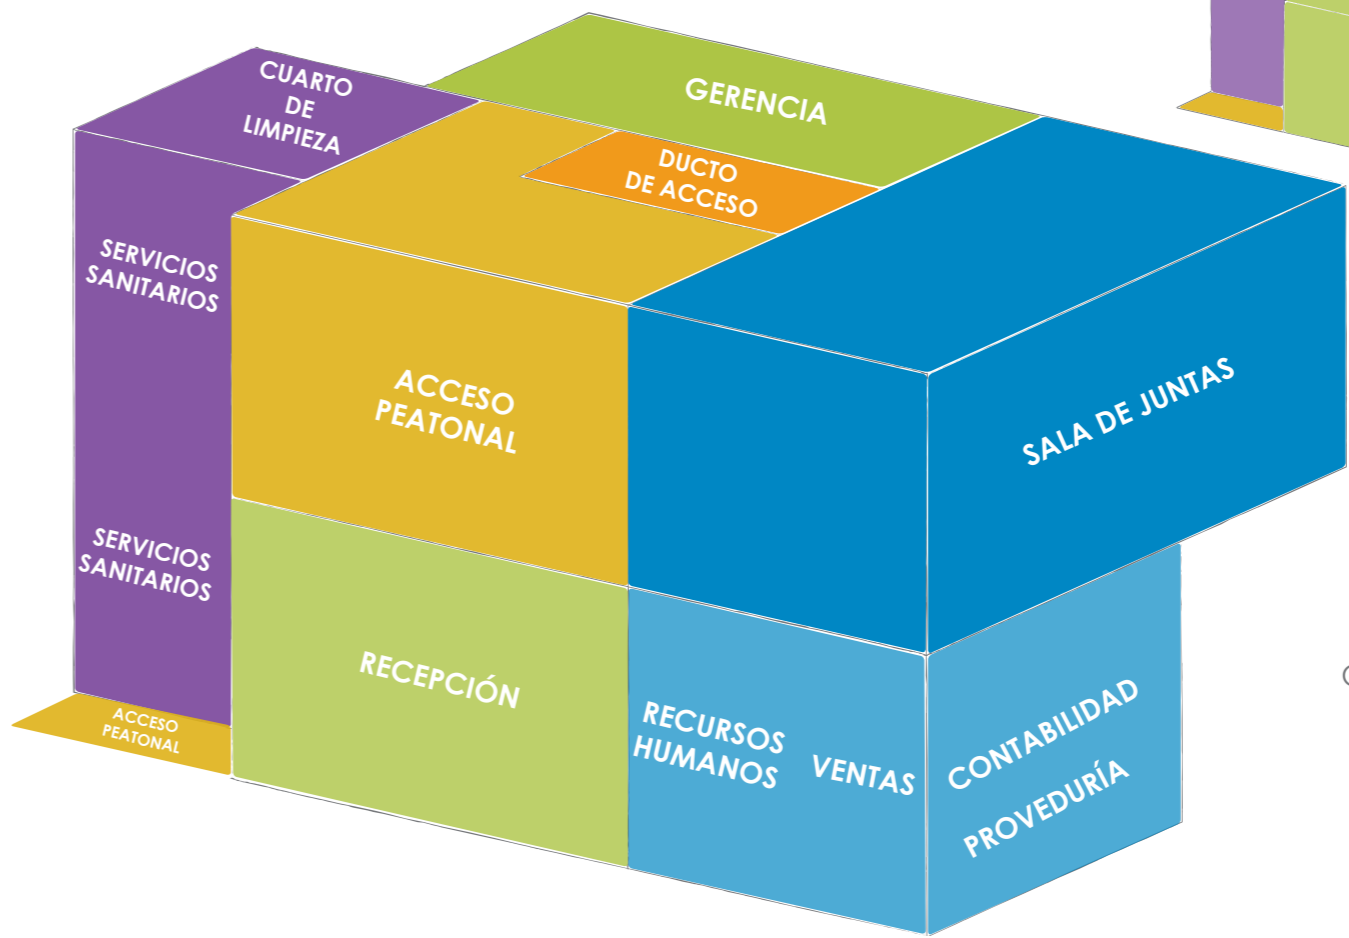 CUARTO
DE
LIMPIEZA
GERENCIA
DUCTO
DE ACCESO
SERVICIOS
SANITARIOS
ACCESO
PEATONAL
SALA DE JUNTAS
SERVICIOS
SANITARIOS
RECEPCIÓN
RECURSOS
HUMANOS
VENTAS
CONTABILIDAD
PROVEDURÍA
ACCESO
PEATONAL